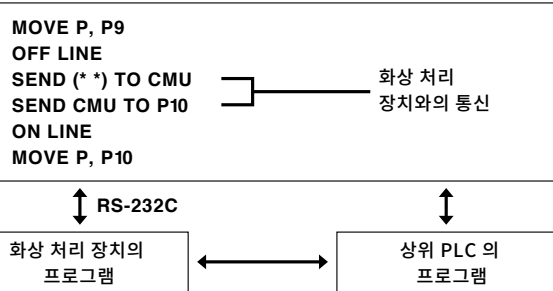 MOVE P, P9
OFF LINE
SEND (* *) TO CMU
SEND CMU TO P10
ON LINE
MOVE P, P10
화상 처리
장치와의 통신
RS-232C
화상 처리 장치의
프로그램
상위 PLC 의
프로그램